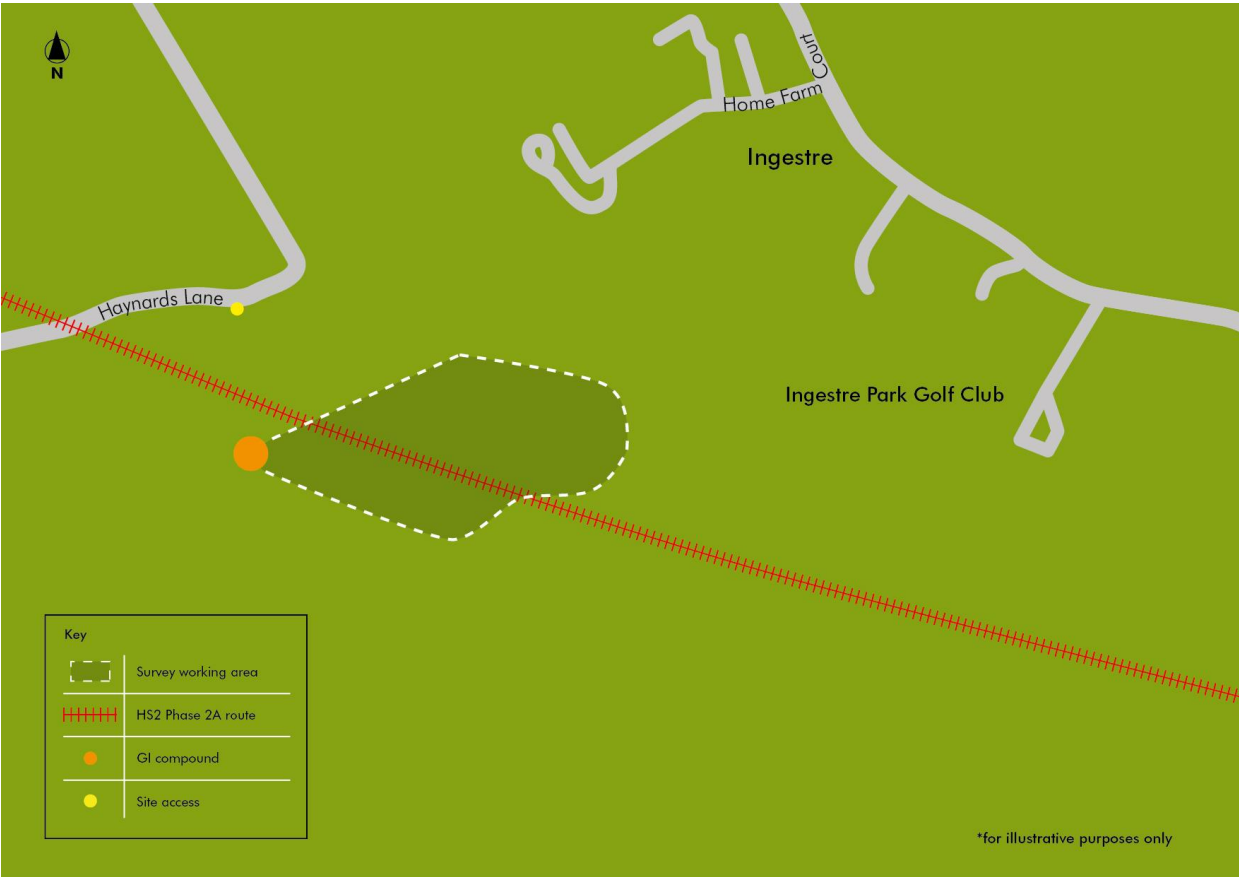 N
Home Farm Court
Ingestre
Haynards Lane
Ingestre Park Golf Club
Key
Survey working area
HS2 Phase 2A route
GI compound
Site access
*for illustrative purposes only